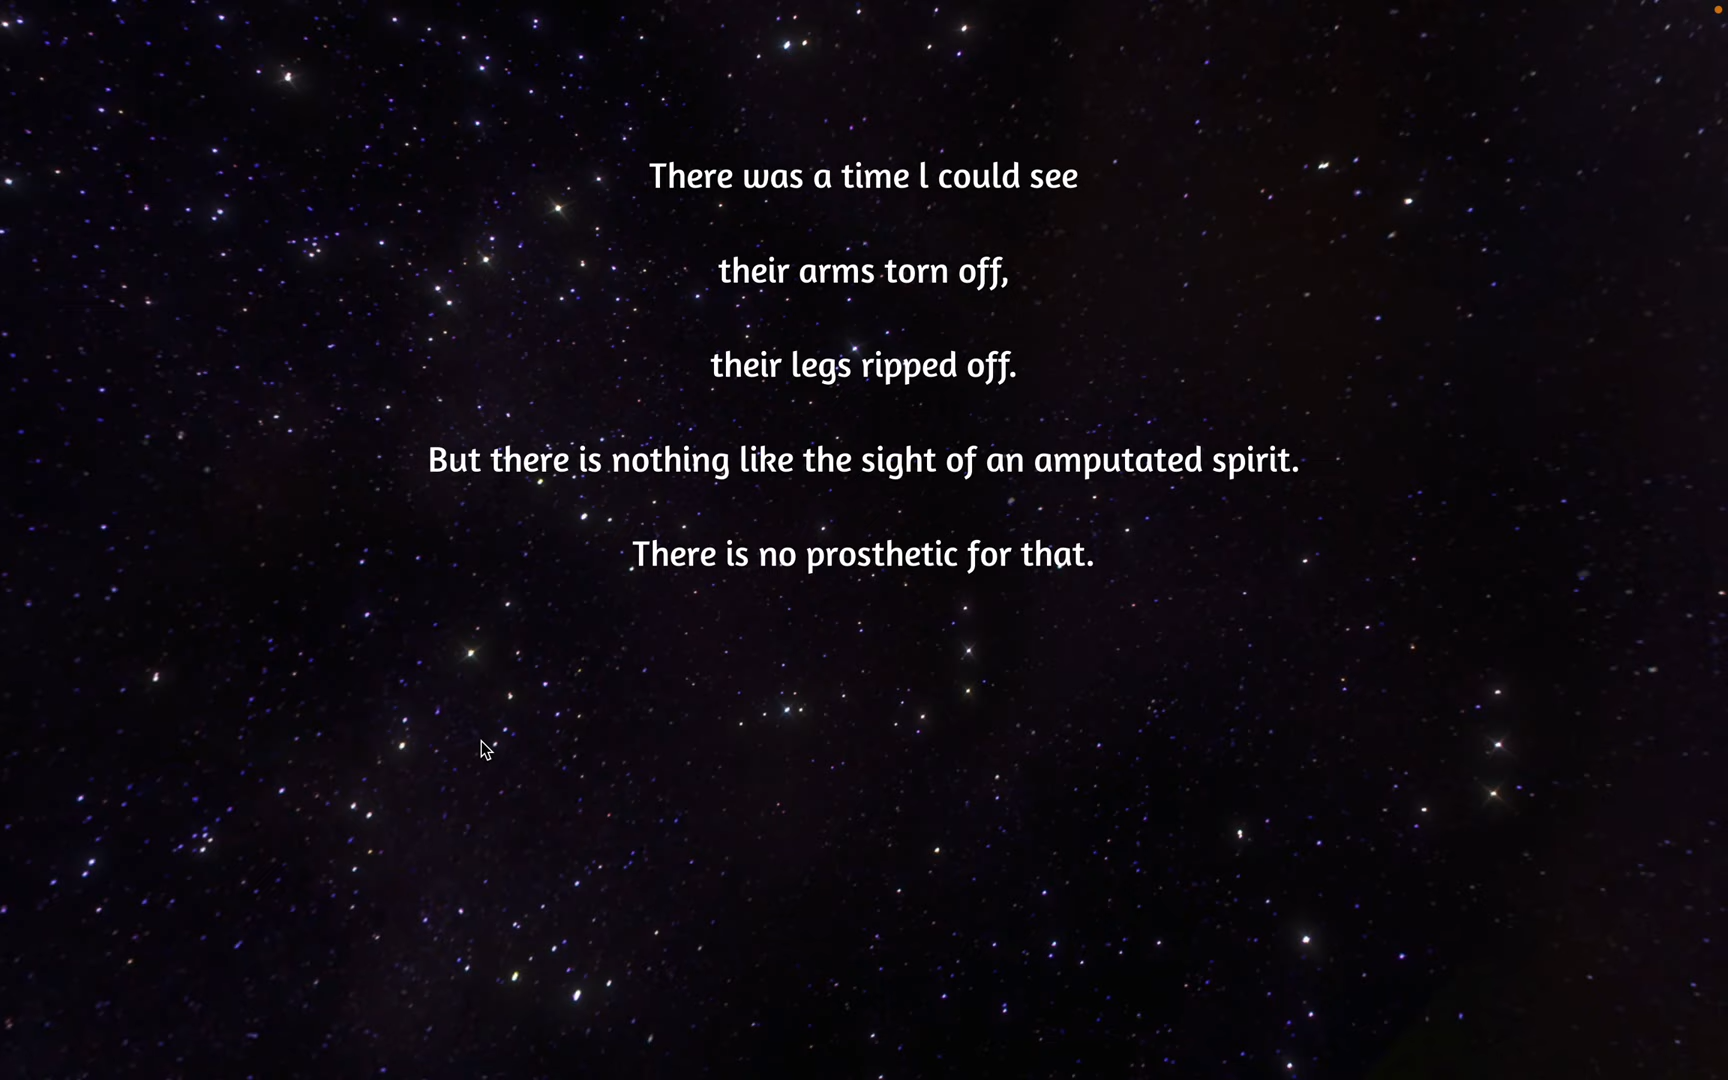 There was a time I could see
their arms torn off,
their legs ripped off.
But there is nothing like the sight of an amputated spirit.
There is no prosthetic for that.